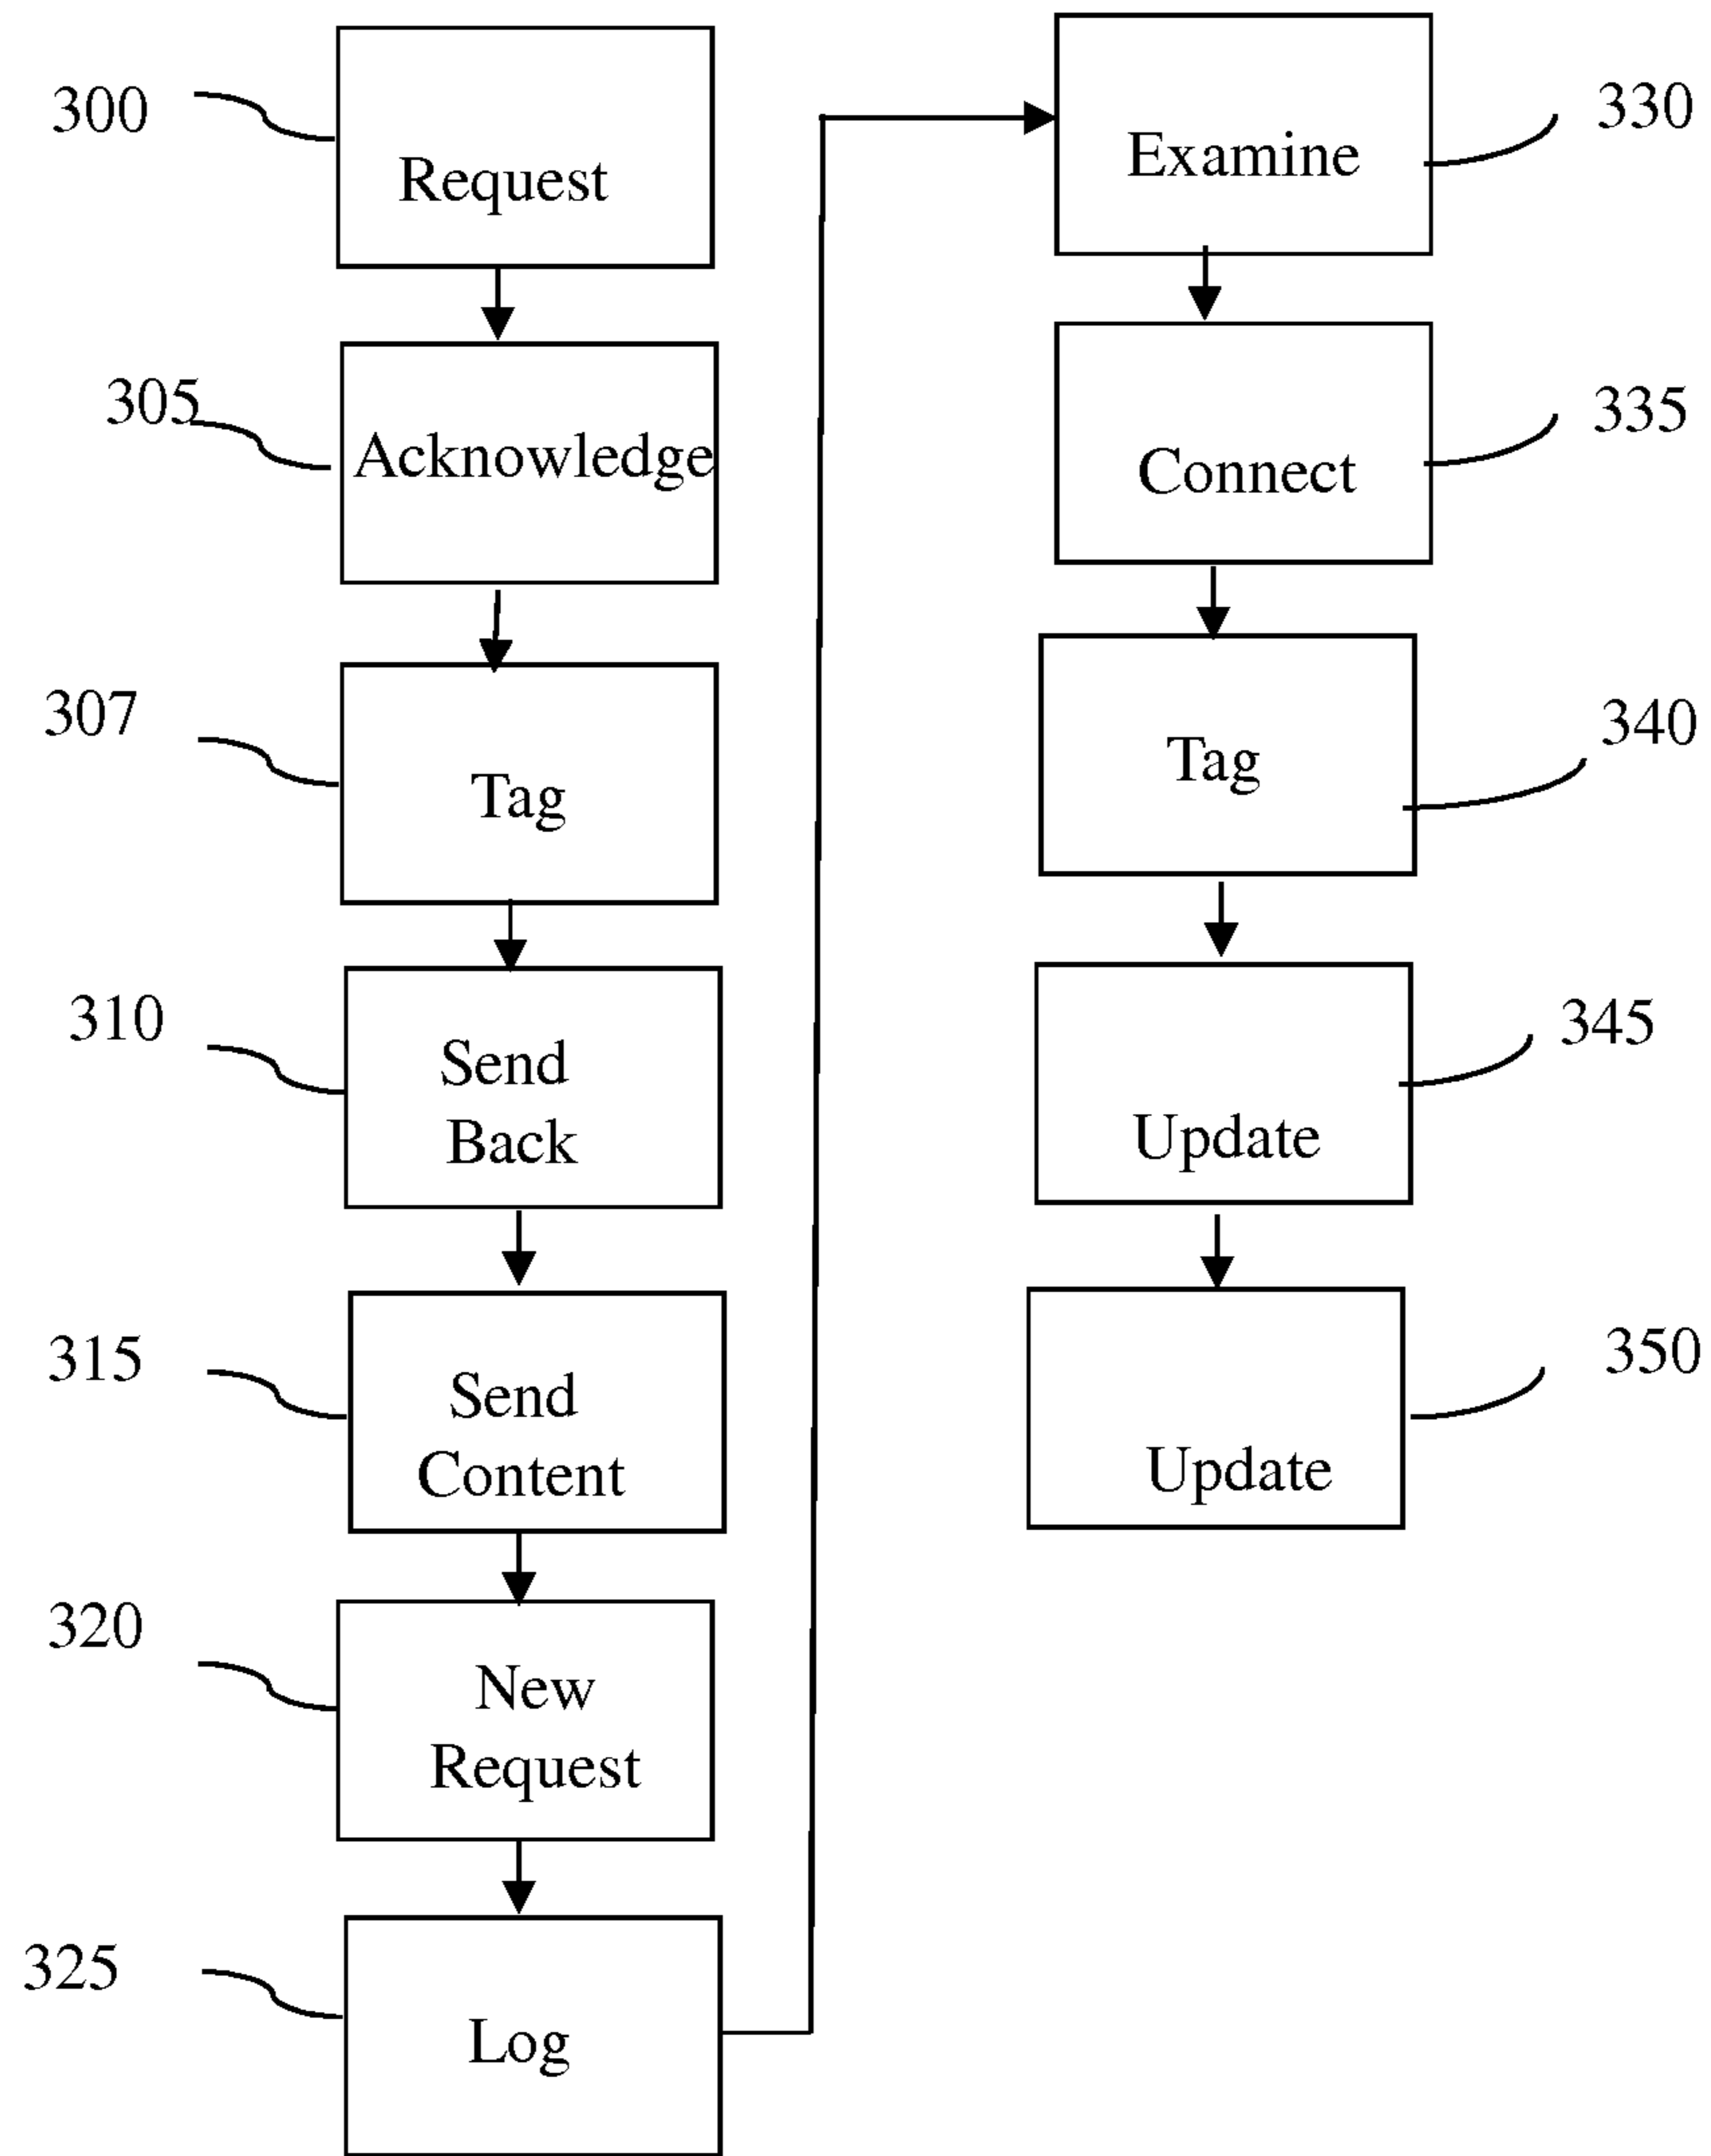 300
Request
305
Acknowledge
307
Tag
310
Send
Back
315
Send
Content
320
New
Request
325
Log
330
Examine
335
Connect
340
Tag
345
Update
350
Update